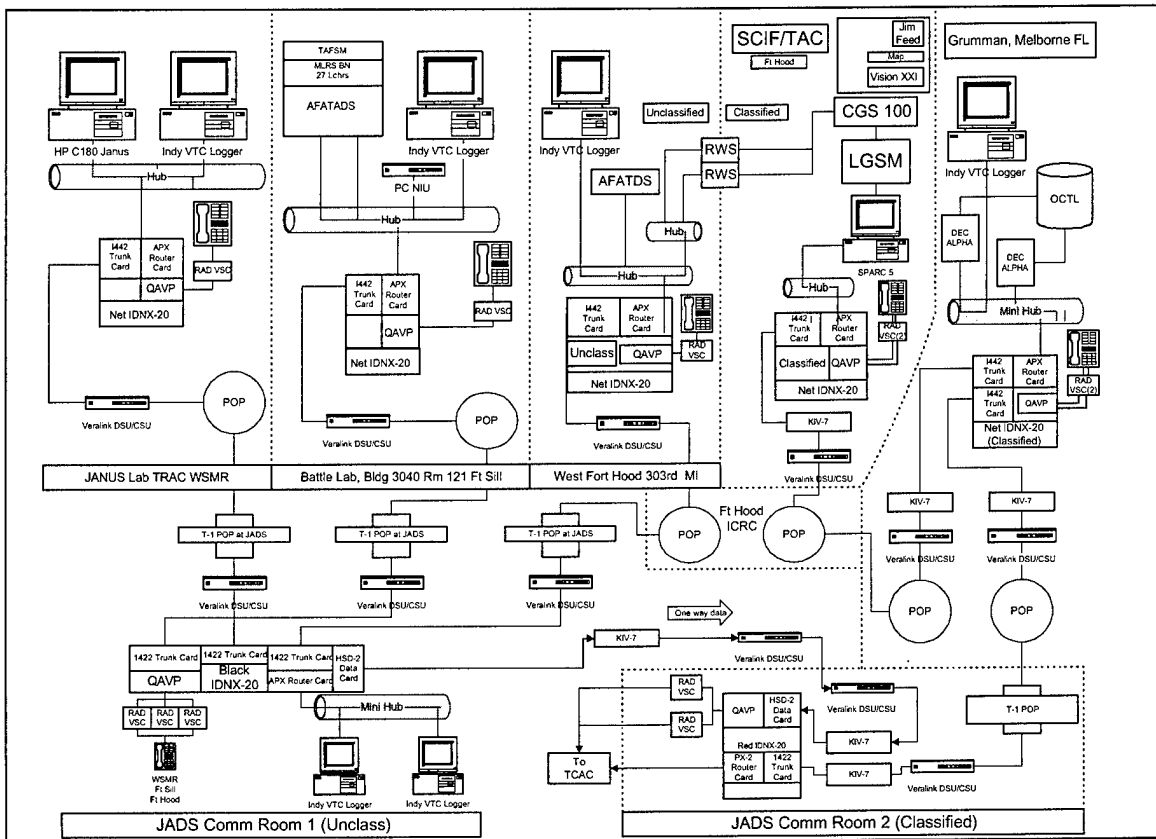 HP C180 Janus
Indy VTC Logger
Hub
I442
Trunk
Card
APX
Router
Card
QAVP
Net IDNX-20
RAD VSC
Veralink DSU/CSU
POP
JANUS Lab TRAC WSMR
TAFSM
MLRS BN
27 Lchrs
AFATADS
Indy VTC Logger
PC NIU
Hub
I442
Trunk
Card
APX
Router
Card
QAVP
Net IDNX-20
RAD VSC
Veralink DSU/CSU
POP
Battle Lab, Bldg 3040 Rm 121 Ft Sill
Indy VTC Logger
Unclassified
AFATDS
Hub
Hub
I442
Trunk
Card
APX
Router
Card
Unclass
QAVP
Net IDNX-20
RAD
VSC
Veralink DSU/CSU
West Fort Hood 303rd MI
SCIF/TAC
Ft Hood
Jim
Feed
Map
Vision XXI
Classified
RWS
RWS
CGS 100
LGSM
SPARC 5
Hub
I442
Trunk
Card
APX
Router
Card
Classified
QAVP
Net IDNX-20
RAD
VSC(2)
KIV-7
Veralink DSU/CSU
Ft Hood
ICRC
POP
POP
Grumman, Melborne FL
Indy VTC Logger
OCTL
DEC
ALPHA
DEC
ALPHA
Mini Hub
I442
Trunk
Card
APX
Router
Card
I442
Trunk
Card
QAVP
Net IDNX-20
(Classified)
RAD
VSC(2)
KIV-7
KIV-7
Veralink DSU/CSU
Veralink DSU/CSU
POP
POP
T-1 POP at JADS
T-1 POP at JADS
T-1 POP at JADS
Veralink DSU/CSU
Veralink DSU/CSU
Veralink DSU/CSU
1422 Trunk Card
1422 Trunk Card
1422 Trunk Card
HSD-2
Data
Card
QAVP
Black
IDNX-20
APX Router Card
RAD
VSC
RAD
VSC
RAD
VSC
WSMR
Ft Sill
Ft Hood
Mini Hub
Indy VTC Logger
Indy VTC Logger
JADS Comm Room 1 (Unclass)
One way data
KIV-7
Veralink DSU/CSU
Veralink DSU/CSU
RAD
VSC
RAD
VSC
QAVP
HSD-2
Data
Card
Red IDNX-20
PX-2
Router
Card
1422
Trunk
Card
KIV-7
KIV-7
Veralink DSU/CSU
T-1 POP
To
TCAC
JADS Comm Room 2 (Classified)